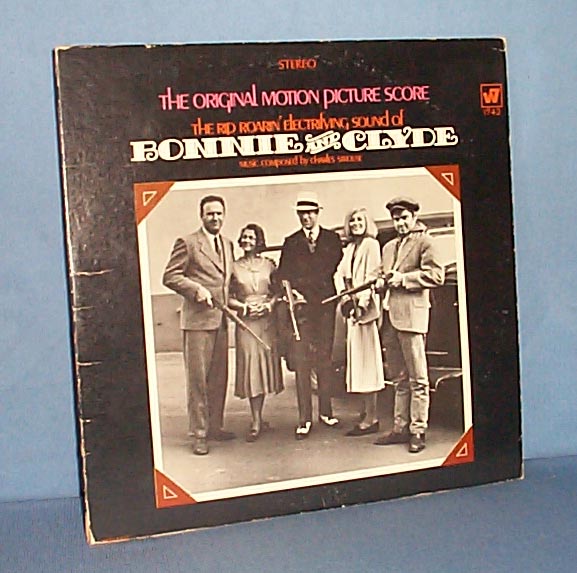 STEREO
W
1742
THE ORIGINAL MOTION PICTURE SCORE
THE RIP ROARIN' ELECTRIFYING SOUND OF
BONNIE AND CLYDE
MUSIC COMPOSED BY CHARLES STROUSE